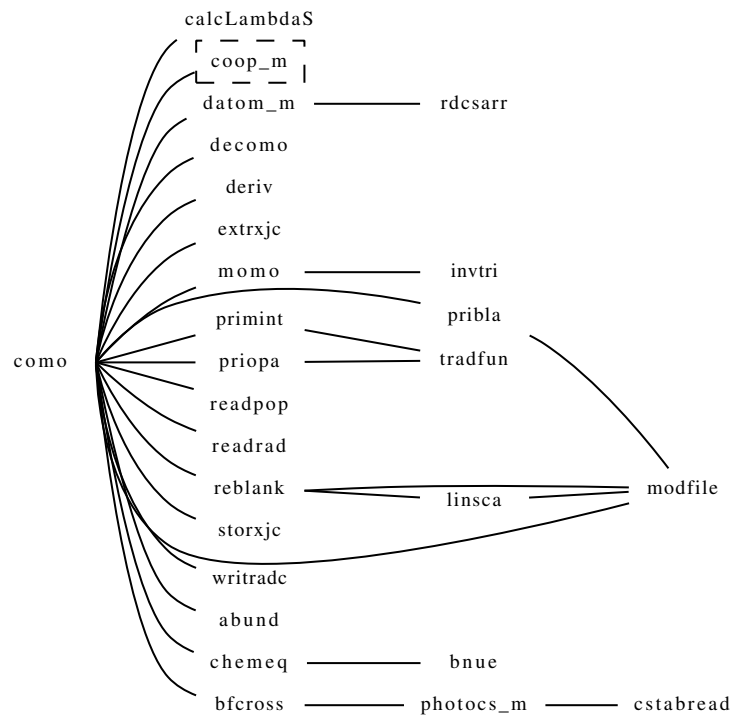 calcLambdaS
coop_m
datom_m rdcsarr
decomo
deriv
extrxjc
momo invtri
primint pribla
como priopa tradfun
readpop
readrad
reblank linsca modfile
storxjc
writradc
abund
chemeq bnue
bfcross photocs_m cstabread